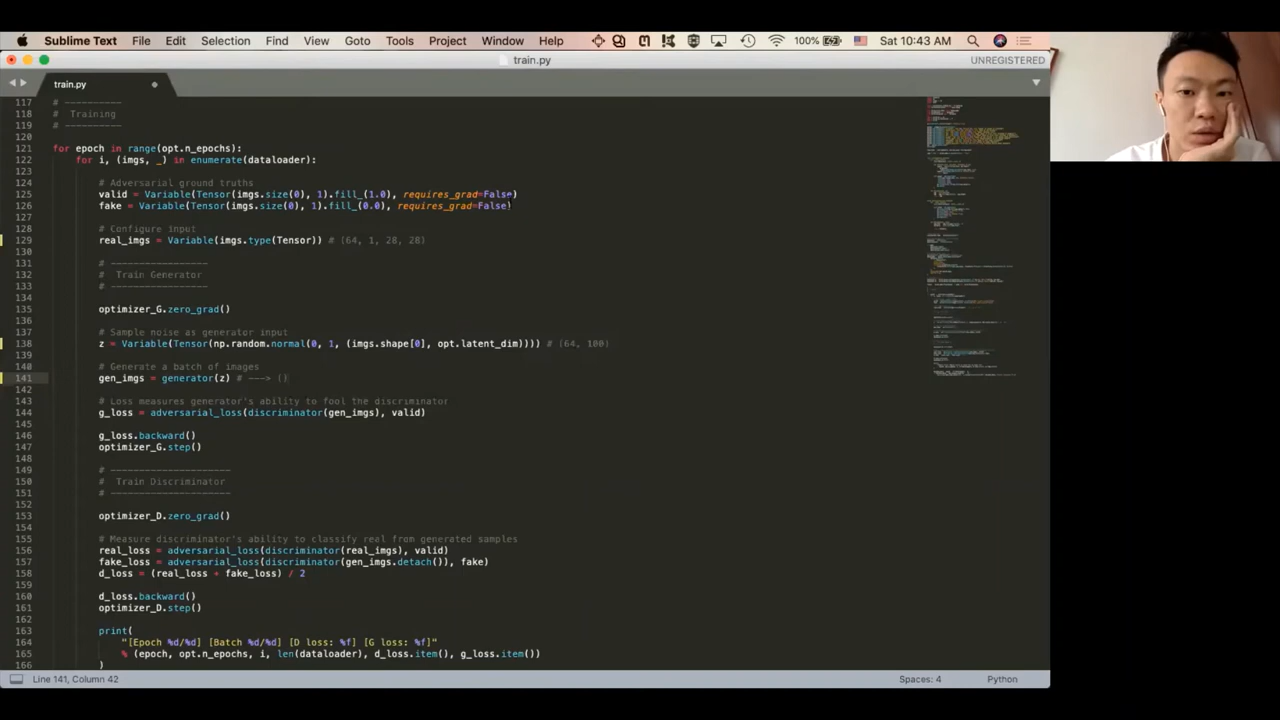 Sublime Text File Edit Selection Find View Goto Tools Project Window Help 100% Sat 10:43 AM
train.py UNREGISTERED
train.py
117 # ----------
118 #  Training
119 # ----------
120
121 for epoch in range(opt.n_epochs):
122 for i, (imgs, _) in enumerate(dataloader):
123
124 # Adversarial ground truths
125 valid = Variable(Tensor(imgs.size(0), 1).fill_(1.0), requires_grad=False)
126 fake = Variable(Tensor(imgs.size(0), 1).fill_(0.0), requires_grad=False)
127
128 # Configure input
129 real_imgs = Variable(imgs.type(Tensor)) # (64, 1, 28, 28)
130
131 # -----------------
132 #  Train Generator
133 # -----------------
134
135 optimizer_G.zero_grad()
136
137 # Sample noise as generator input
138 z = Variable(Tensor(np.random.normal(0, 1, (imgs.shape[0], opt.latent_dim)))) # (64, 100)
139
140 # Generate a batch of images
141 gen_imgs = generator(z) # ---> ()
142
143 # Loss measures generator's ability to fool the discriminator
144 g_loss = adversarial_loss(discriminator(gen_imgs), valid)
145
146 g_loss.backward()
147 optimizer_G.step()
148
149 # ---------------------
150 #  Train Discriminator
151 # ---------------------
152
153 optimizer_D.zero_grad()
154
155 # Measure discriminator's ability to classify real from generated samples
156 real_loss = adversarial_loss(discriminator(real_imgs), valid)
157 fake_loss = adversarial_loss(discriminator(gen_imgs.detach()), fake)
158 d_loss = (real_loss + fake_loss) / 2
159
160 d_loss.backward()
161 optimizer_D.step()
162
163 print(
164 "[Epoch %d/%d] [Batch %d/%d] [D loss: %f] [G loss: %f]"
165 % (epoch, opt.n_epochs, i, len(dataloader), d_loss.item(), g_loss.item())
166 )
Line 141, Column 42 Spaces: 4 Python